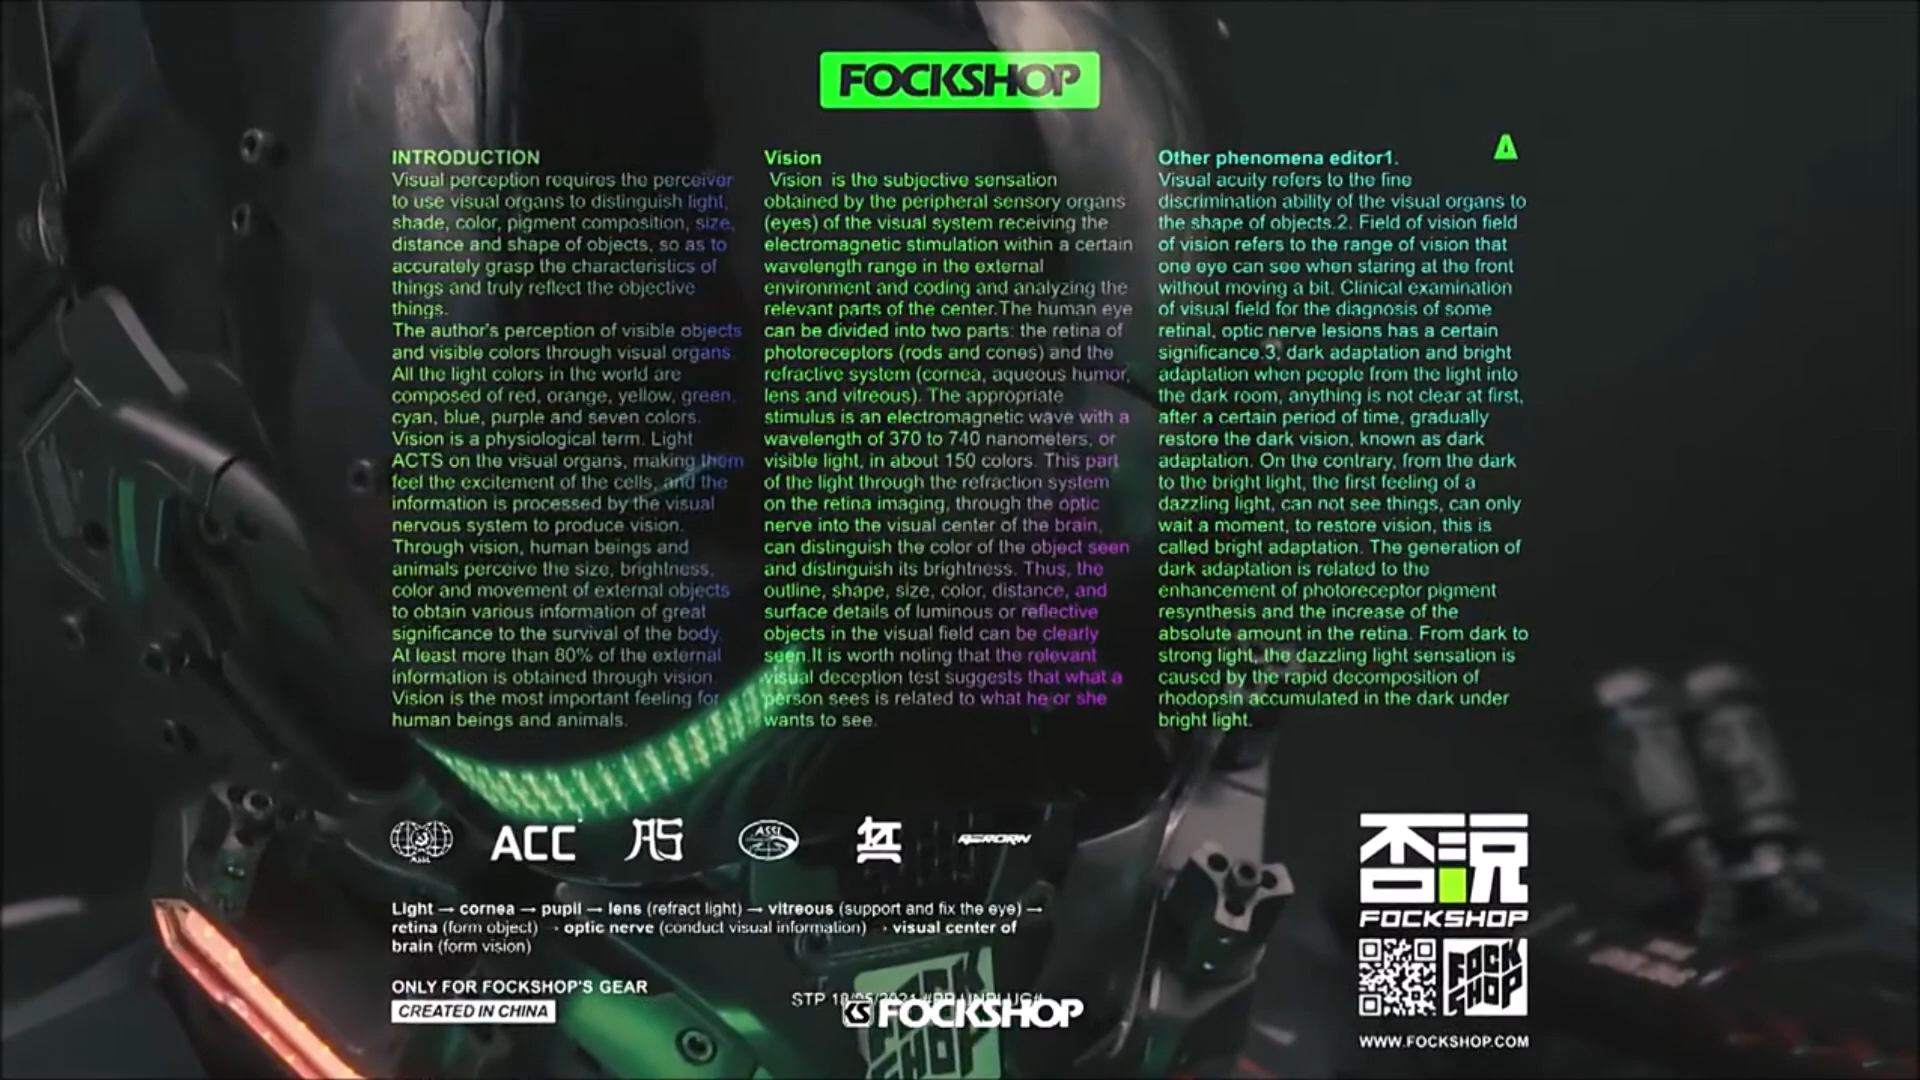 FOCKSHOP
INTRODUCTION
Visual perception requires the perceiver
to use visual organs to distinguish light,
shade, color, pigment composition, size,
distance and shape of objects, so as to
accurately grasp the characteristics of
things and truly reflect the objective
things.
The author's perception of visible objects
and visible colors through visual organs.
All the light colors in the world are
composed of red, orange, yellow, green,
cyan, blue, purple and seven colors.
Vision is a physiological term. Light
ACTS on the visual organs, making them
feel the excitement of the cells, and the
information is processed by the visual
nervous system to produce vision.
Through vision, human beings and
animals perceive the size, brightness,
color and movement of external objects
to obtain various information of great
significance to the survival of the body.
At least more than 80% of the external
information is obtained through vision.
Vision is the most important feeling for
human beings and animals.
Vision
Vision is the subjective sensation
obtained by the peripheral sensory organs
(eyes) of the visual system receiving the
electromagnetic stimulation within a certain
wavelength range in the external
environment and coding and analyzing the
relevant parts of the center.The human eye
can be divided into two parts: the retina of
photoreceptors (rods and cones) and the
refractive system (cornea, aqueous humor,
lens and vitreous). The appropriate
stimulus is an electromagnetic wave with a
wavelength of 370 to 740 nanometers, or
visible light, in about 150 colors. This part
of the light through the refraction system
on the retina imaging, through the optic
nerve into the visual center of the brain,
can distinguish the color of the object seen
and distinguish its brightness. Thus, the
outline, shape, size, color, distance, and
surface details of luminous or reflective
objects in the visual field can be clearly
seen.It is worth noting that the relevant
visual deception test suggests that what a
person sees is related to what he or she
wants to see.
Other phenomena editor1.
Visual acuity refers to the fine
discrimination ability of the visual organs to
the shape of objects.2. Field of vision field
of vision refers to the range of vision that
one eye can see when staring at the front
without moving a bit. Clinical examination
of visual field for the diagnosis of some
retinal, optic nerve lesions has a certain
significance.3, dark adaptation and bright
adaptation when people from the light into
the dark room, anything is not clear at first,
after a certain period of time, gradually
restore the dark vision, known as dark
adaptation. On the contrary, from the dark
to the bright light, the first feeling of a
dazzling light, can not see things, can only
wait a moment, to restore vision, this is
called bright adaptation. The generation of
dark adaptation is related to the
enhancement of photoreceptor pigment
resynthesis and the increase of the
absolute amount in the retina. From dark to
strong light, the dazzling light sensation is
caused by the rapid decomposition of
rhodopsin accumulated in the dark under
bright light.
ASSL
ACC
ASSL
REBORN
Light → cornea → pupil → lens (refract light) → vitreous (support and fix the eye) →
retina (form object) → optic nerve (conduct visual information) → visual center of
brain (form vision)
ONLY FOR FOCKSHOP'S GEAR
CREATED IN CHINA
STP 18/05/2021 #RR UNPLUG#
FOCKSHOP
FOCK
SHOP
否说
FOCKSHOP
FOCK
SHOP
WWW.FOCKSHOP.COM